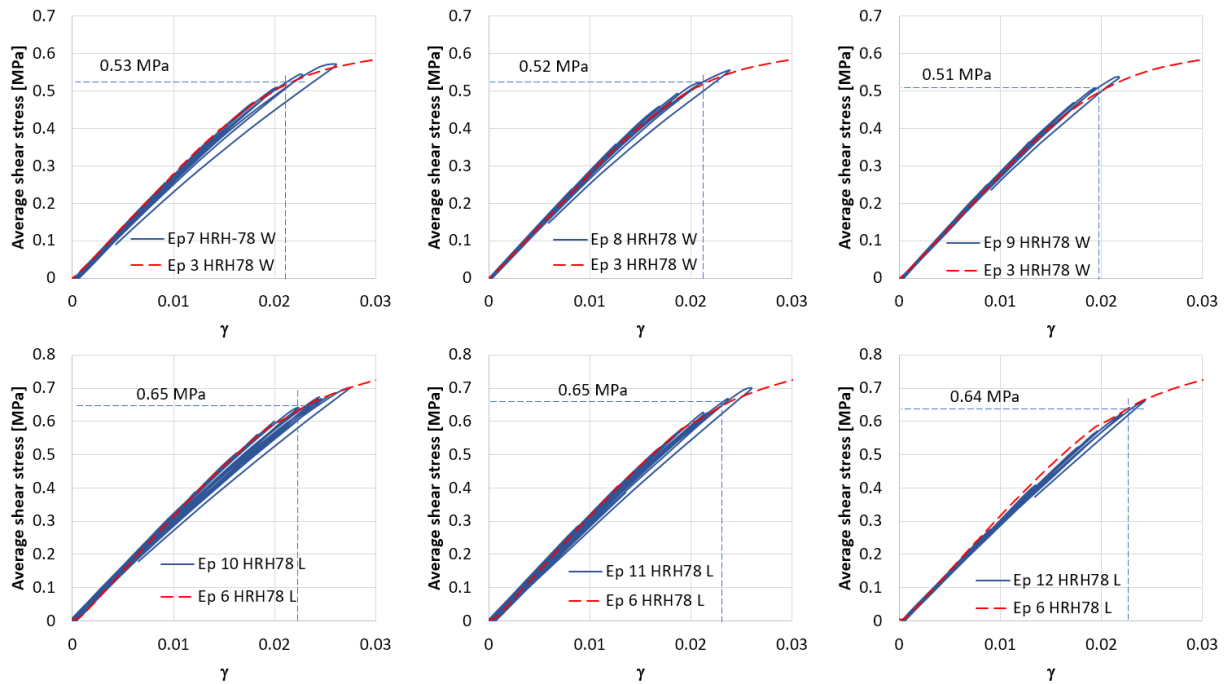 0.7
0.6
0.5
0.4
0.3
0.2
0.1
0
Average shear stress [MPa]
0.53 MPa
Ep7 HRH-78 W
Ep 3 HRH78 W
0
0.01
0.02
0.03
γ
0.7
0.6
0.5
0.4
0.3
0.2
0.1
0
Average shear stress [MPa]
0.52 MPa
Ep 8 HRH78 W
Ep 3 HRH78 W
0
0.01
0.02
0.03
γ
0.7
0.6
0.5
0.4
0.3
0.2
0.1
0
Average shear stress [MPa]
0.51 MPa
Ep 9 HRH78 W
Ep 3 HRH78 W
0
0.01
0.02
0.03
γ
0.8
0.7
0.6
0.5
0.4
0.3
0.2
0.1
0
Average shear stress [MPa]
0.65 MPa
Ep 10 HRH78 L
Ep 6 HRH78 L
0
0.01
0.02
0.03
γ
0.8
0.7
0.6
0.5
0.4
0.3
0.2
0.1
0
Average shear stress [MPa]
0.65 MPa
Ep 11 HRH78 L
Ep 6 HRH78 L
0
0.01
0.02
0.03
γ
0.8
0.7
0.6
0.5
0.4
0.3
0.2
0.1
0
Average shear stress [MPa]
0.64 MPa
Ep 12 HRH78 L
Ep 6 HRH78 L
0
0.01
0.02
0.03
γ